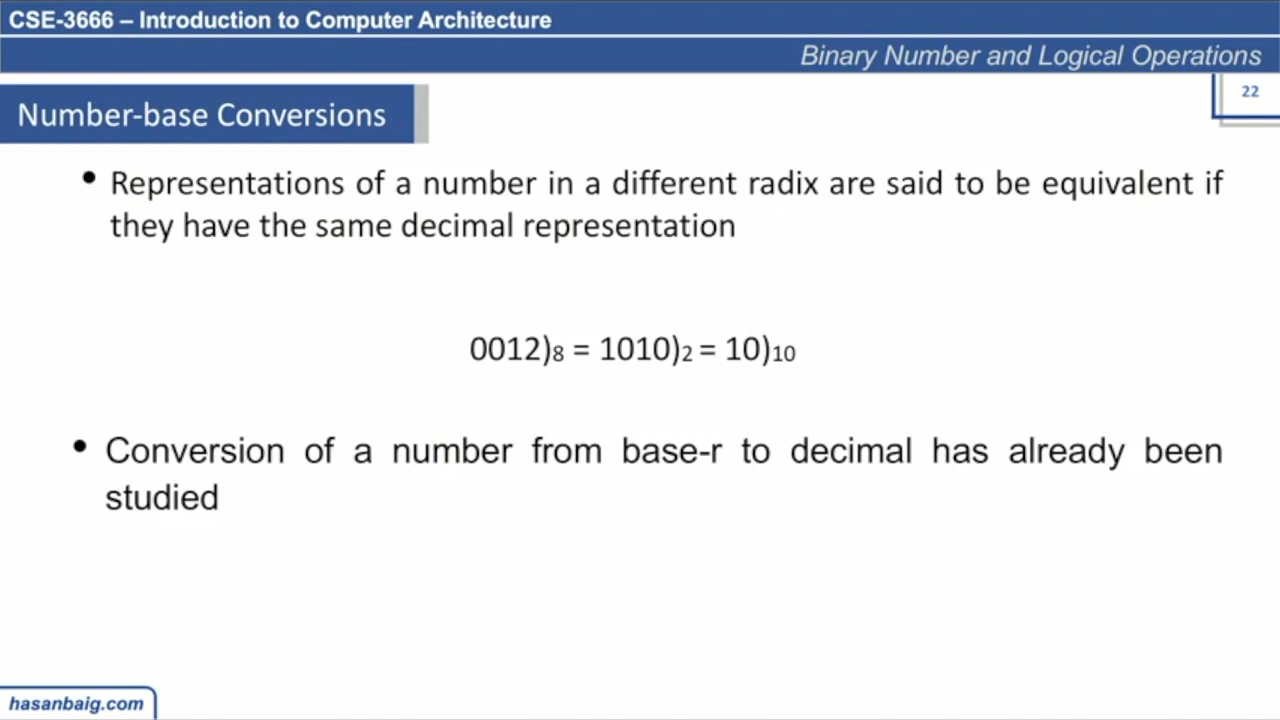 CSE-3666 – Introduction to Computer Architecture
Binary Number and Logical Operations
22
Number-base Conversions
• Representations of a number in a different radix are said to be equivalent if
they have the same decimal representation
0012)8 = 1010)2 = 10)10
• Conversion of a number from base-r to decimal has already been
studied
hasanbaig.com